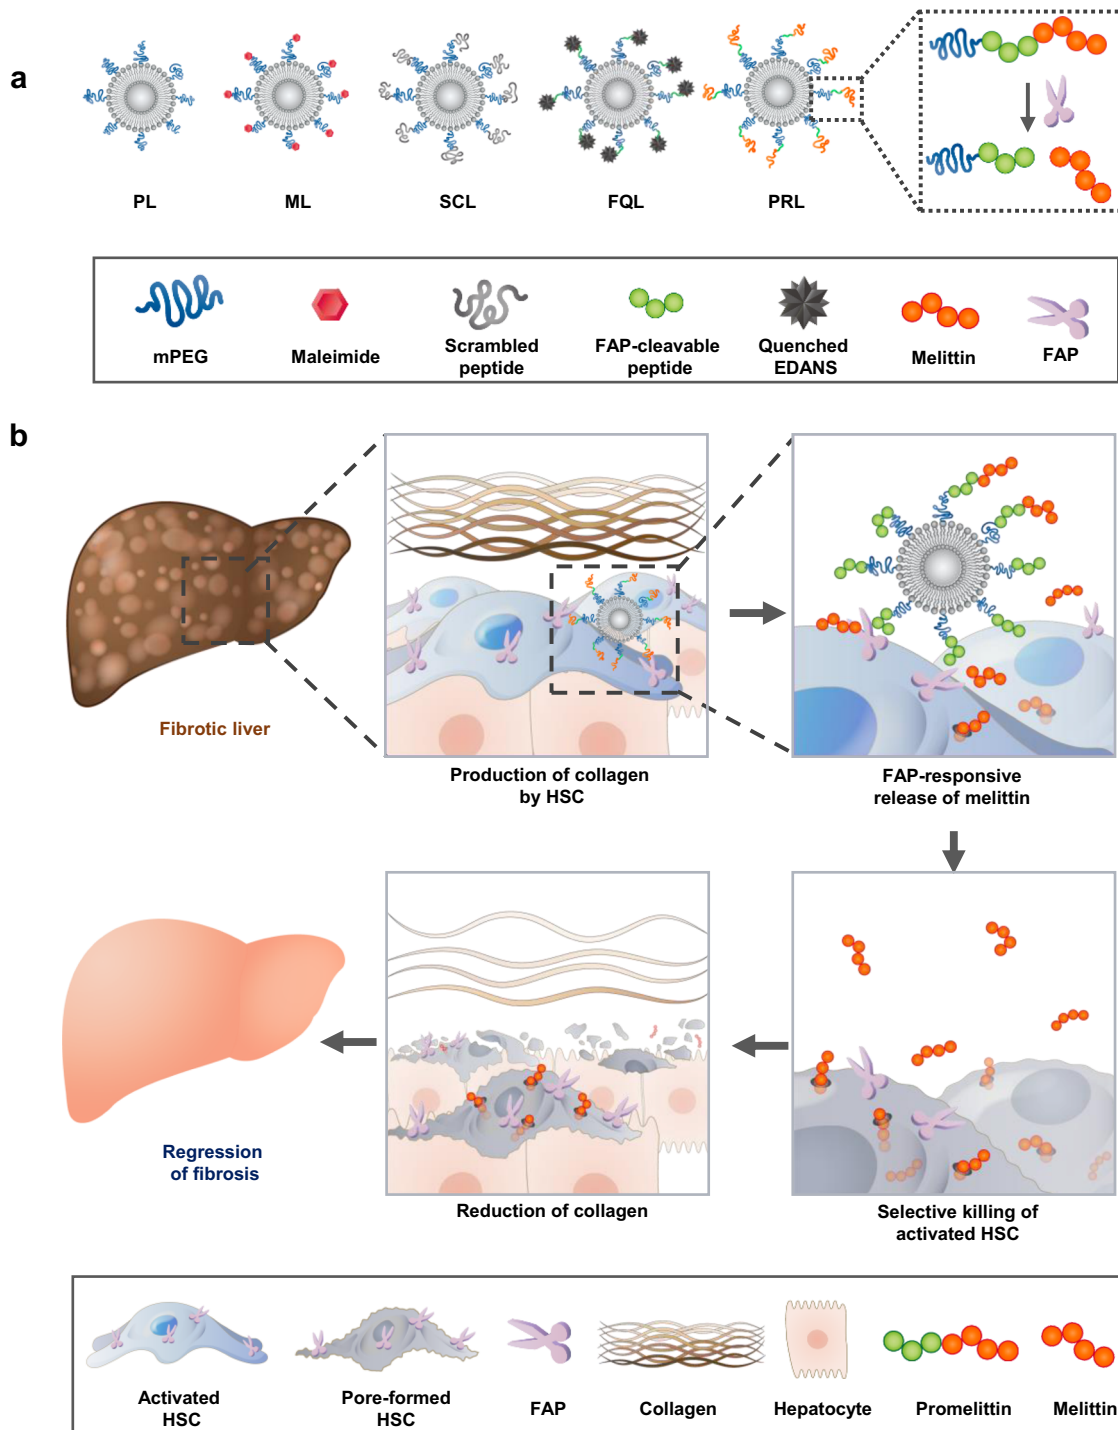 a
PL
ML
SCL
FQL
PRL
mPEG
Maleimide
Scrambled
peptide
FAP-cleavable
peptide
Quenched
EDANS
Melittin
FAP
b
Fibrotic liver
Production of collagen
by HSC
FAP-responsive
release of melittin
Regression
of fibrosis
Reduction of collagen
Selective killing of
activated HSC
Activated
HSC
Pore-formed
HSC
FAP
Collagen
Hepatocyte
Promelittin
Melittin